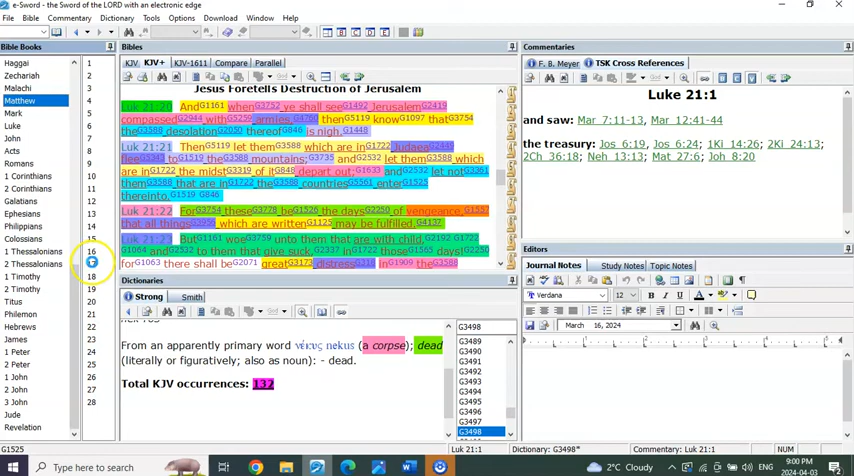 e-Sword - the Sword of the LORD with an electronic edge
File Bible Commentary Dictionary Tools Options Download Window Help
B C D E
Bible Books
Haggai
Zechariah
Malachi
Matthew
Mark
Luke
John
Acts
Romans
1 Corinthians
2 Corinthians
Galatians
Ephesians
Philippians
Colossians
1 Thessalonians
2 Thessalonians
1 Timothy
2 Timothy
Titus
Philemon
Hebrews
James
1 Peter
2 Peter
1 John
2 John
3 John
Jude
Revelation
1
2
3
4
5
6
7
8
9
10
11
12
13
14
15
18
19
20
21
22
23
24
25
26
27
28
Bibles
KJV KJV+ KJV-1611 Compare Parallel
Jesus Foretells Destruction of Jerusalem
Luk 21:20 And G1161 when G3752 ye shall see G1492 Jerusalem G2419
compassed G2944 with G5259 armies, G4760 then G5119 know G1097 that G3754
the G3588 desolation G2050 thereof G846 is nigh. G1448
Luk 21:21 Then G5119 let them G3588 which are in G1722 Judaea G2449
flee G5343 to G1519 the G3588 mountains; G3735 and G2532 let them G3588 which
are in G1722 the midst G3319 of it G848 depart out; G1633 and G2532 let not G3361
them G3588 that are in G1722 the G3588 countries G5561 enter G1525
thereinto. G1519 G846
Luk 21:22 For G3754 these G3778 be G1526 the days G2250 of vengeance, G1557
that all things G3956 which are written G1125 may be fulfilled. G4137
Luk 21:23 But G1161 woe G3759 unto them that are with child, G2192 G1722
G1064 and G2532 to them that give suck, G2337 in G1722 those G1565 days G2250
for G1063 there shall be G2071 great G3173 distress G318 in G1909 the G3588
Dictionaries
Strong Smith
From an apparently primary word νέκυς nekus (a corpse); dead
(literally or figuratively; also as noun): - dead.
Total KJV occurrences: 132
G3498
G3489
G3490
G3491
G3492
G3493
G3494
G3495
G3496
G3497
G3498
Commentaries
F. B. Meyer TSK Cross References
Luke 21:1
and saw: Mar 7:11-13, Mar 12:41-44
the treasury: Jos 6:19, Jos 6:24, 1Ki 14:26; 2Ki 24:13;
2Ch 36:18; Neh 13:13; Mat 27:6; Joh 8:20
Editors
Journal Notes Study Notes Topic Notes
Verdana 12 B I U A
March 16, 2024
1 2 3 4 5
G1525 Luk 21:1 Dictionary: G3498* Commentary: Luk 21:1 NUM
Type here to search
2°C Cloudy
9:00 PM
2024-04-03